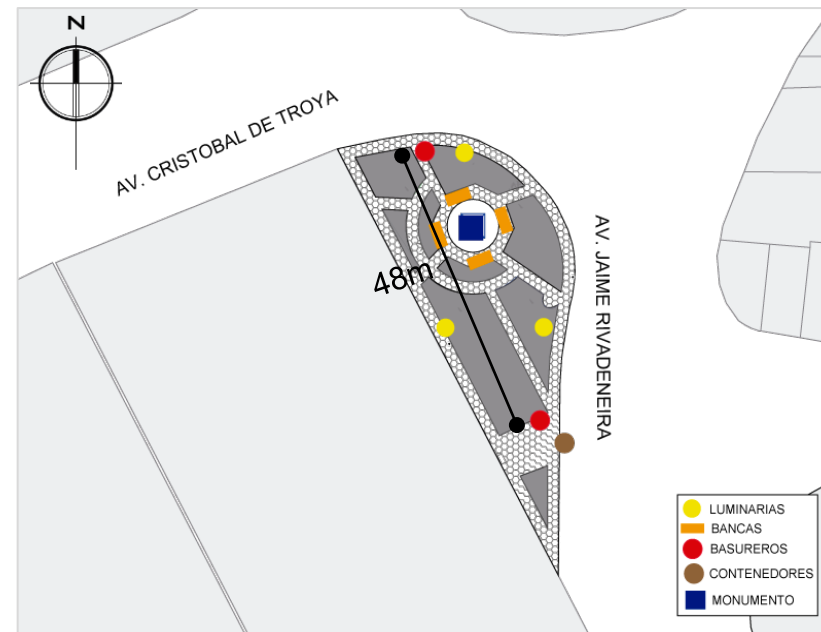 N
AV. CRISTOBAL DE TROYA
48m
AV. JAIME RIVADENEIRA
LUMINARIAS
BANCAS
BASUREROS
CONTENEDORES
MONUMENTO